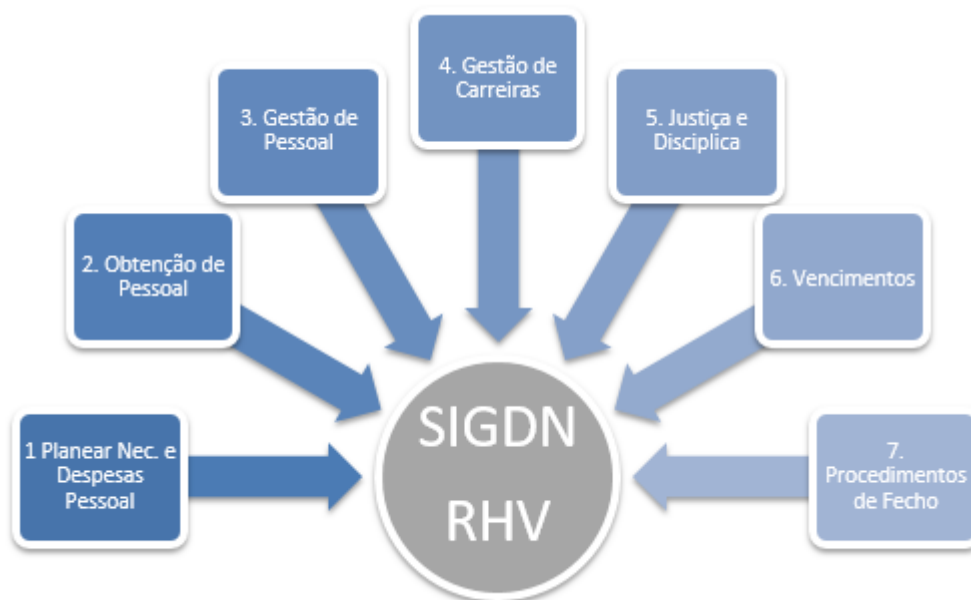 1 Planear Nec. e
Despesas
Pessoal
2. Obtenção de
Pessoal
3. Gestão de
Pessoal
4. Gestão de
Carreiras
5. Justiça e
Disciplica
6. Vencimentos
7.
Procedimentos
de Fecho
SIGDN
RHV